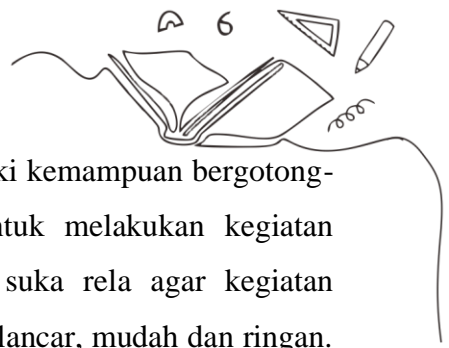 6
ki kemampuan bergotong-
ntuk melakukan kegiatan
suka rela agar kegiatan
lancar, mudah dan ringan.